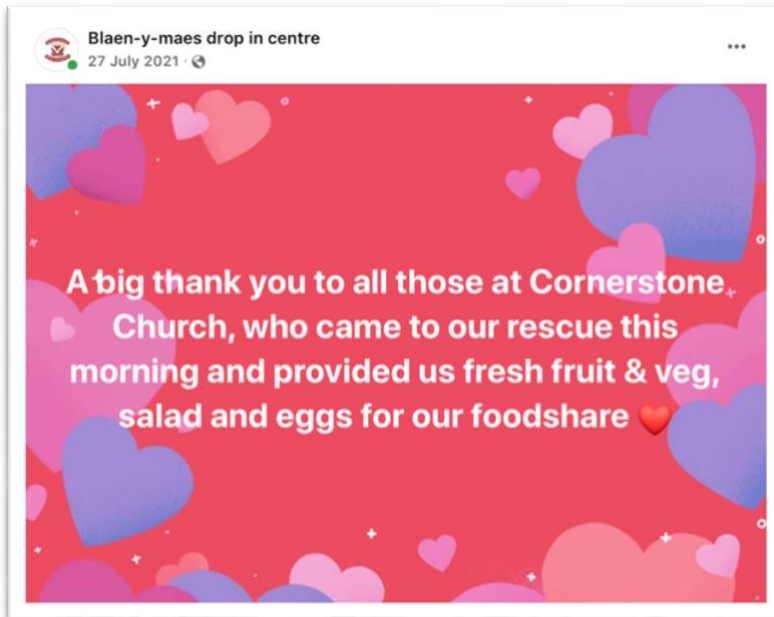 Blaen-y-maes drop in centre
27 July 2021 ·
A big thank you to all those at Cornerstone
Church, who came to our rescue this
morning and provided us fresh fruit & veg,
salad and eggs for our foodshare ❤️